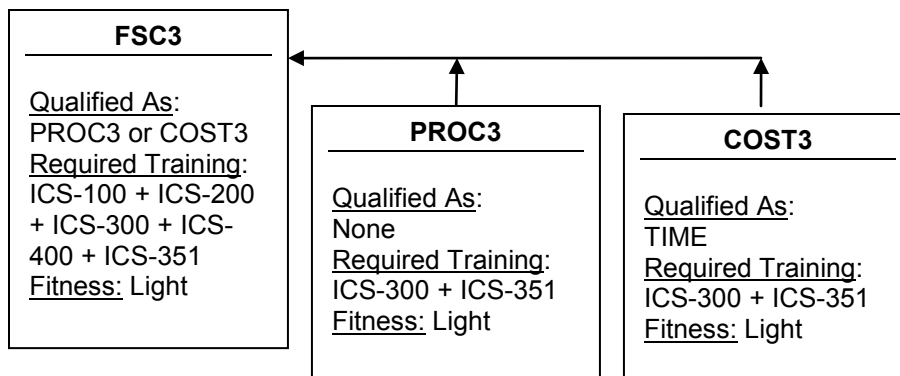 FSC3
Qualified As:
PROC3 or COST3
Required Training:
ICS-100 + ICS-200
+ ICS-300 + ICS-
400 + ICS-351
Fitness: Light
PROC3
Qualified As:
None
Required Training:
ICS-300 + ICS-351
Fitness: Light
COST3
Qualified As:
TIME
Required Training:
ICS-300 + ICS-351
Fitness: Light